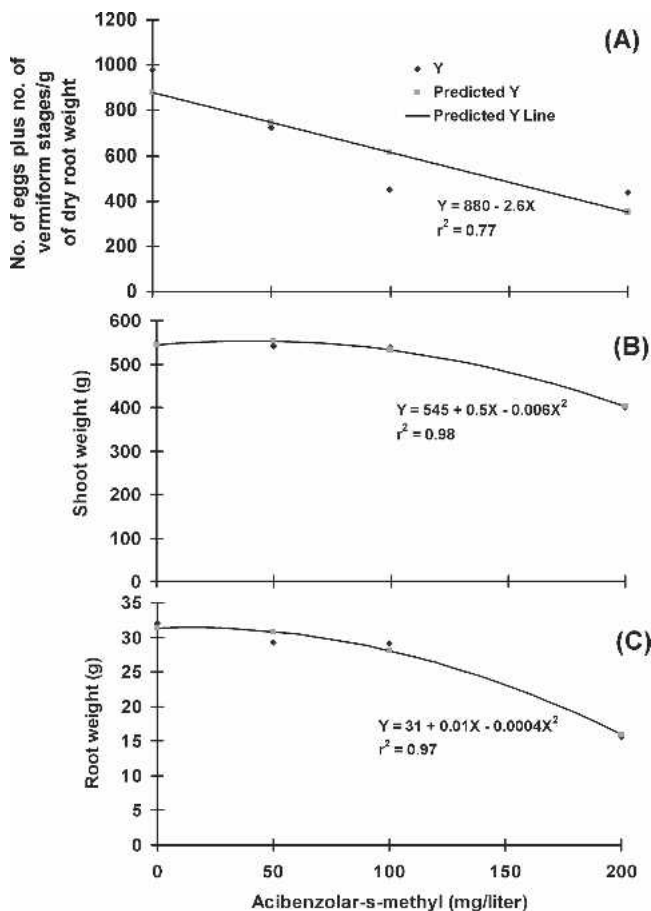 (A)
No. of eggs plus no. of
vermiform stages/g
of dry root weight
1200
1000
800
600
400
200
0
Y
Predicted Y
Predicted Y Line
Y = 880 - 2.6X
r² = 0.77
(B)
Shoot weight (g)
600
500
400
300
200
100
0
Y = 545 + 0.5X - 0.006X²
r² = 0.98
(C)
Root weight (g)
35
30
25
20
15
10
5
0
Y = 31 + 0.01X - 0.0004X²
r² = 0.97
0 50 100 150 200
Acibenzolar-s-methyl (mg/liter)